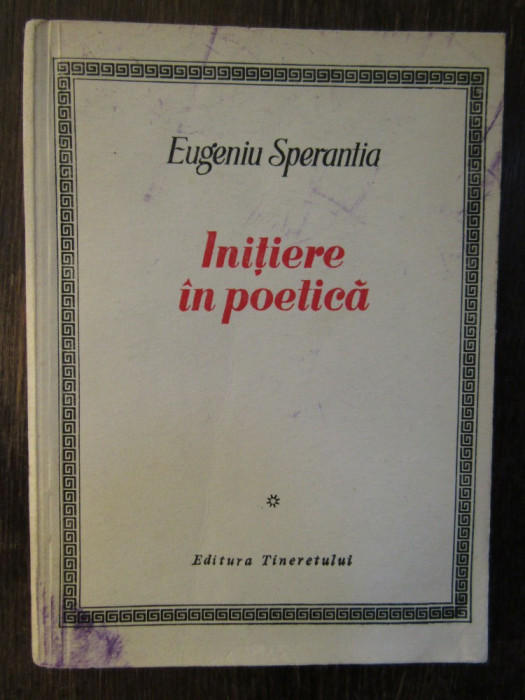 Eugeniu Sperantia
Inițiere
în poetică
Editura Tineretului